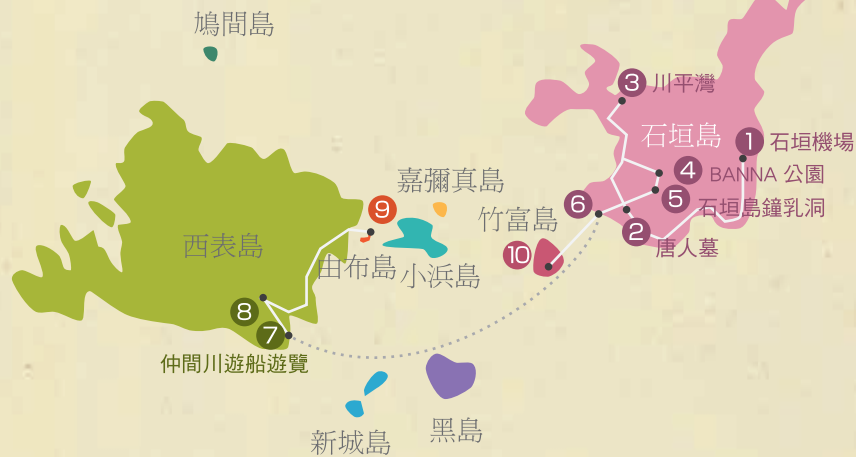 鳩間島
3 川平灣
石垣島
1 石垣機場
4 BANNA 公園
5 石垣島鐘乳洞
嘉彌真島
9
6
竹富島
2 唐人墓
西表島
10
由布島
小浜島
8
7
仲間川遊船遊覽
新城島
黑島